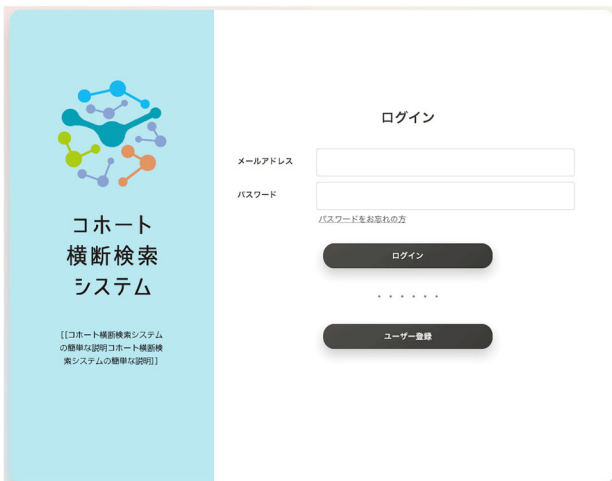 コホート
横断検索
システム
[[コホート横断検索システム
の簡単な説明コホート横断検
索システムの簡単な説明]]
ログイン
メールアドレス
パスワード
パスワードをお忘れの方
ログイン
ユーザー登録